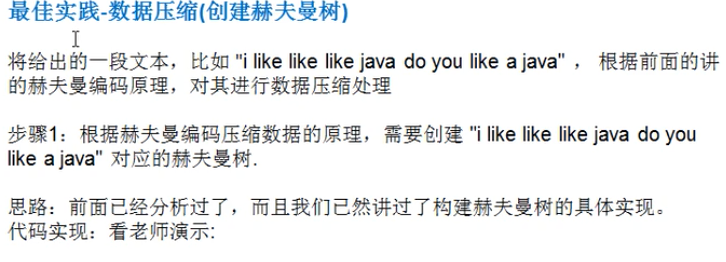 最佳实践-数据压缩(创建赫夫曼树)
将给出的一段文本，比如 "i like like like java do you like a java" ， 根据前面的讲
的赫夫曼编码原理，对其进行数据压缩处理
步骤1：根据赫夫曼编码压缩数据的原理，需要创建 "i like like like java do you
like a java" 对应的赫夫曼树.
思路：前面已经分析过了，而且我们已然讲过了构建赫夫曼树的具体实现。
代码实现：看老师演示: